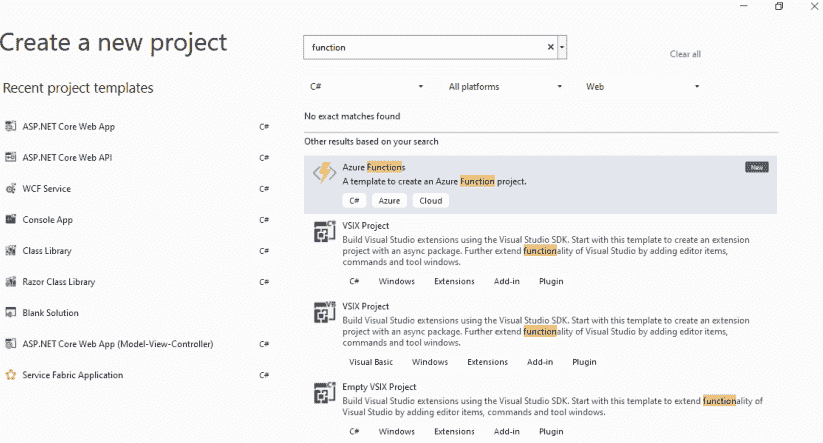 Create a new project
Recent project templates
ASP.NET Core Web App C#
ASP.NET Core Web API C#
WCF Service C#
Console App C#
Class Library C#
Razor Class Library C#
Blank Solution
ASP.NET Core Web App (Model-View-Controller) C#
Service Fabric Application C#
function
Clear all
C# All platforms Web
No exact matches found
Other results based on your search
Azure Functions New
A template to create an Azure Function project.
C# Azure Cloud
VSIX Project
Build Visual Studio extensions using the Visual Studio SDK. Start with this template to create an extension
project with an async package. Further extend functionality of Visual Studio by adding editor items,
commands and tool windows.
C# Windows Extensions Add-in Plugin
VSIX Project
Build Visual Studio extensions using the Visual Studio SDK. Start with this template to create an extension
project with an async package. Further extend functionality of Visual Studio by adding editor items,
commands and tool windows.
Visual Basic Windows Extensions Add-in Plugin
Empty VSIX Project
Build Visual Studio extensions using the Visual Studio SDK. Start with this template to extend functionality of
Visual Studio by adding editor items, commands and tool windows.
C# Windows Extensions Add-in Plugin